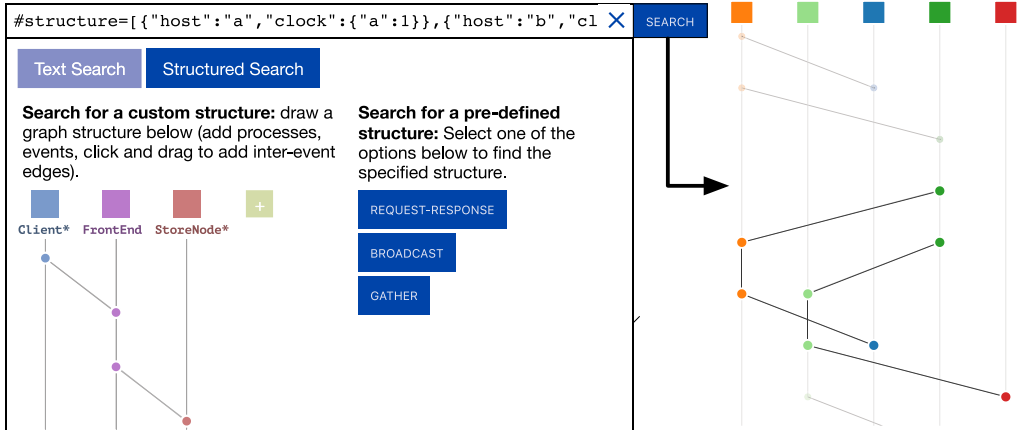 #structure=[{"host":"a","clock":{"a":1}},{"host":"b","cl
SEARCH
Text Search
Structured Search
Search for a custom structure: draw a
graph structure below (add processes,
events, click and drag to add inter-event
edges).
Search for a pre-defined
structure: Select one of the
options below to find the
specified structure.
REQUEST-RESPONSE
BROADCAST
GATHER
+
Client*
FrontEnd
StoreNode*